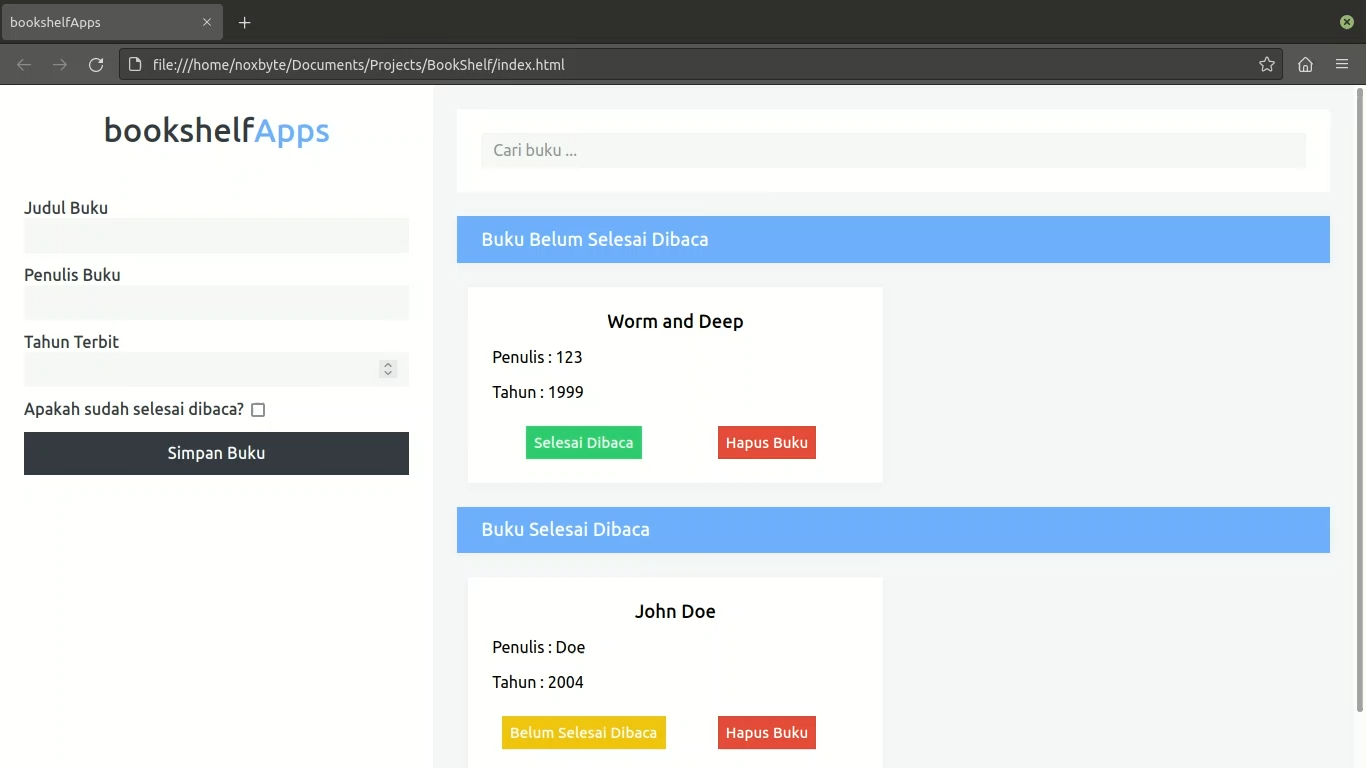 bookshelfApps
file:///home/noxbyte/Documents/Projects/BookShelf/index.html
bookshelfApps
Judul Buku
Penulis Buku
Tahun Terbit
Apakah sudah selesai dibaca?
Simpan Buku
Cari buku ...
Buku Belum Selesai Dibaca
Worm and Deep
Penulis : 123
Tahun : 1999
Selesai Dibaca
Hapus Buku
Buku Selesai Dibaca
John Doe
Penulis : Doe
Tahun : 2004
Belum Selesai Dibaca
Hapus Buku